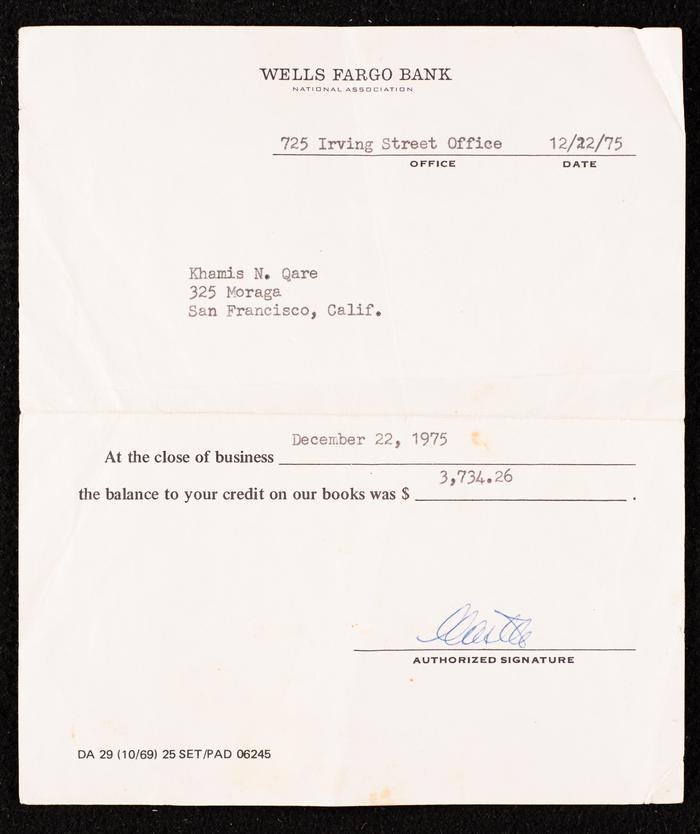 WELLS FARGO BANK
NATIONAL ASSOCIATION
725 Irving Street Office 12/22/75
OFFICE DATE
Khamis N. Qare
325 Moraga
San Francisco, Calif.
December 22, 1975
At the close of business
3,734.26
the balance to your credit on our books was $ .
AUTHORIZED SIGNATURE
DA 29 (10/69) 25 SET/PAD 06245